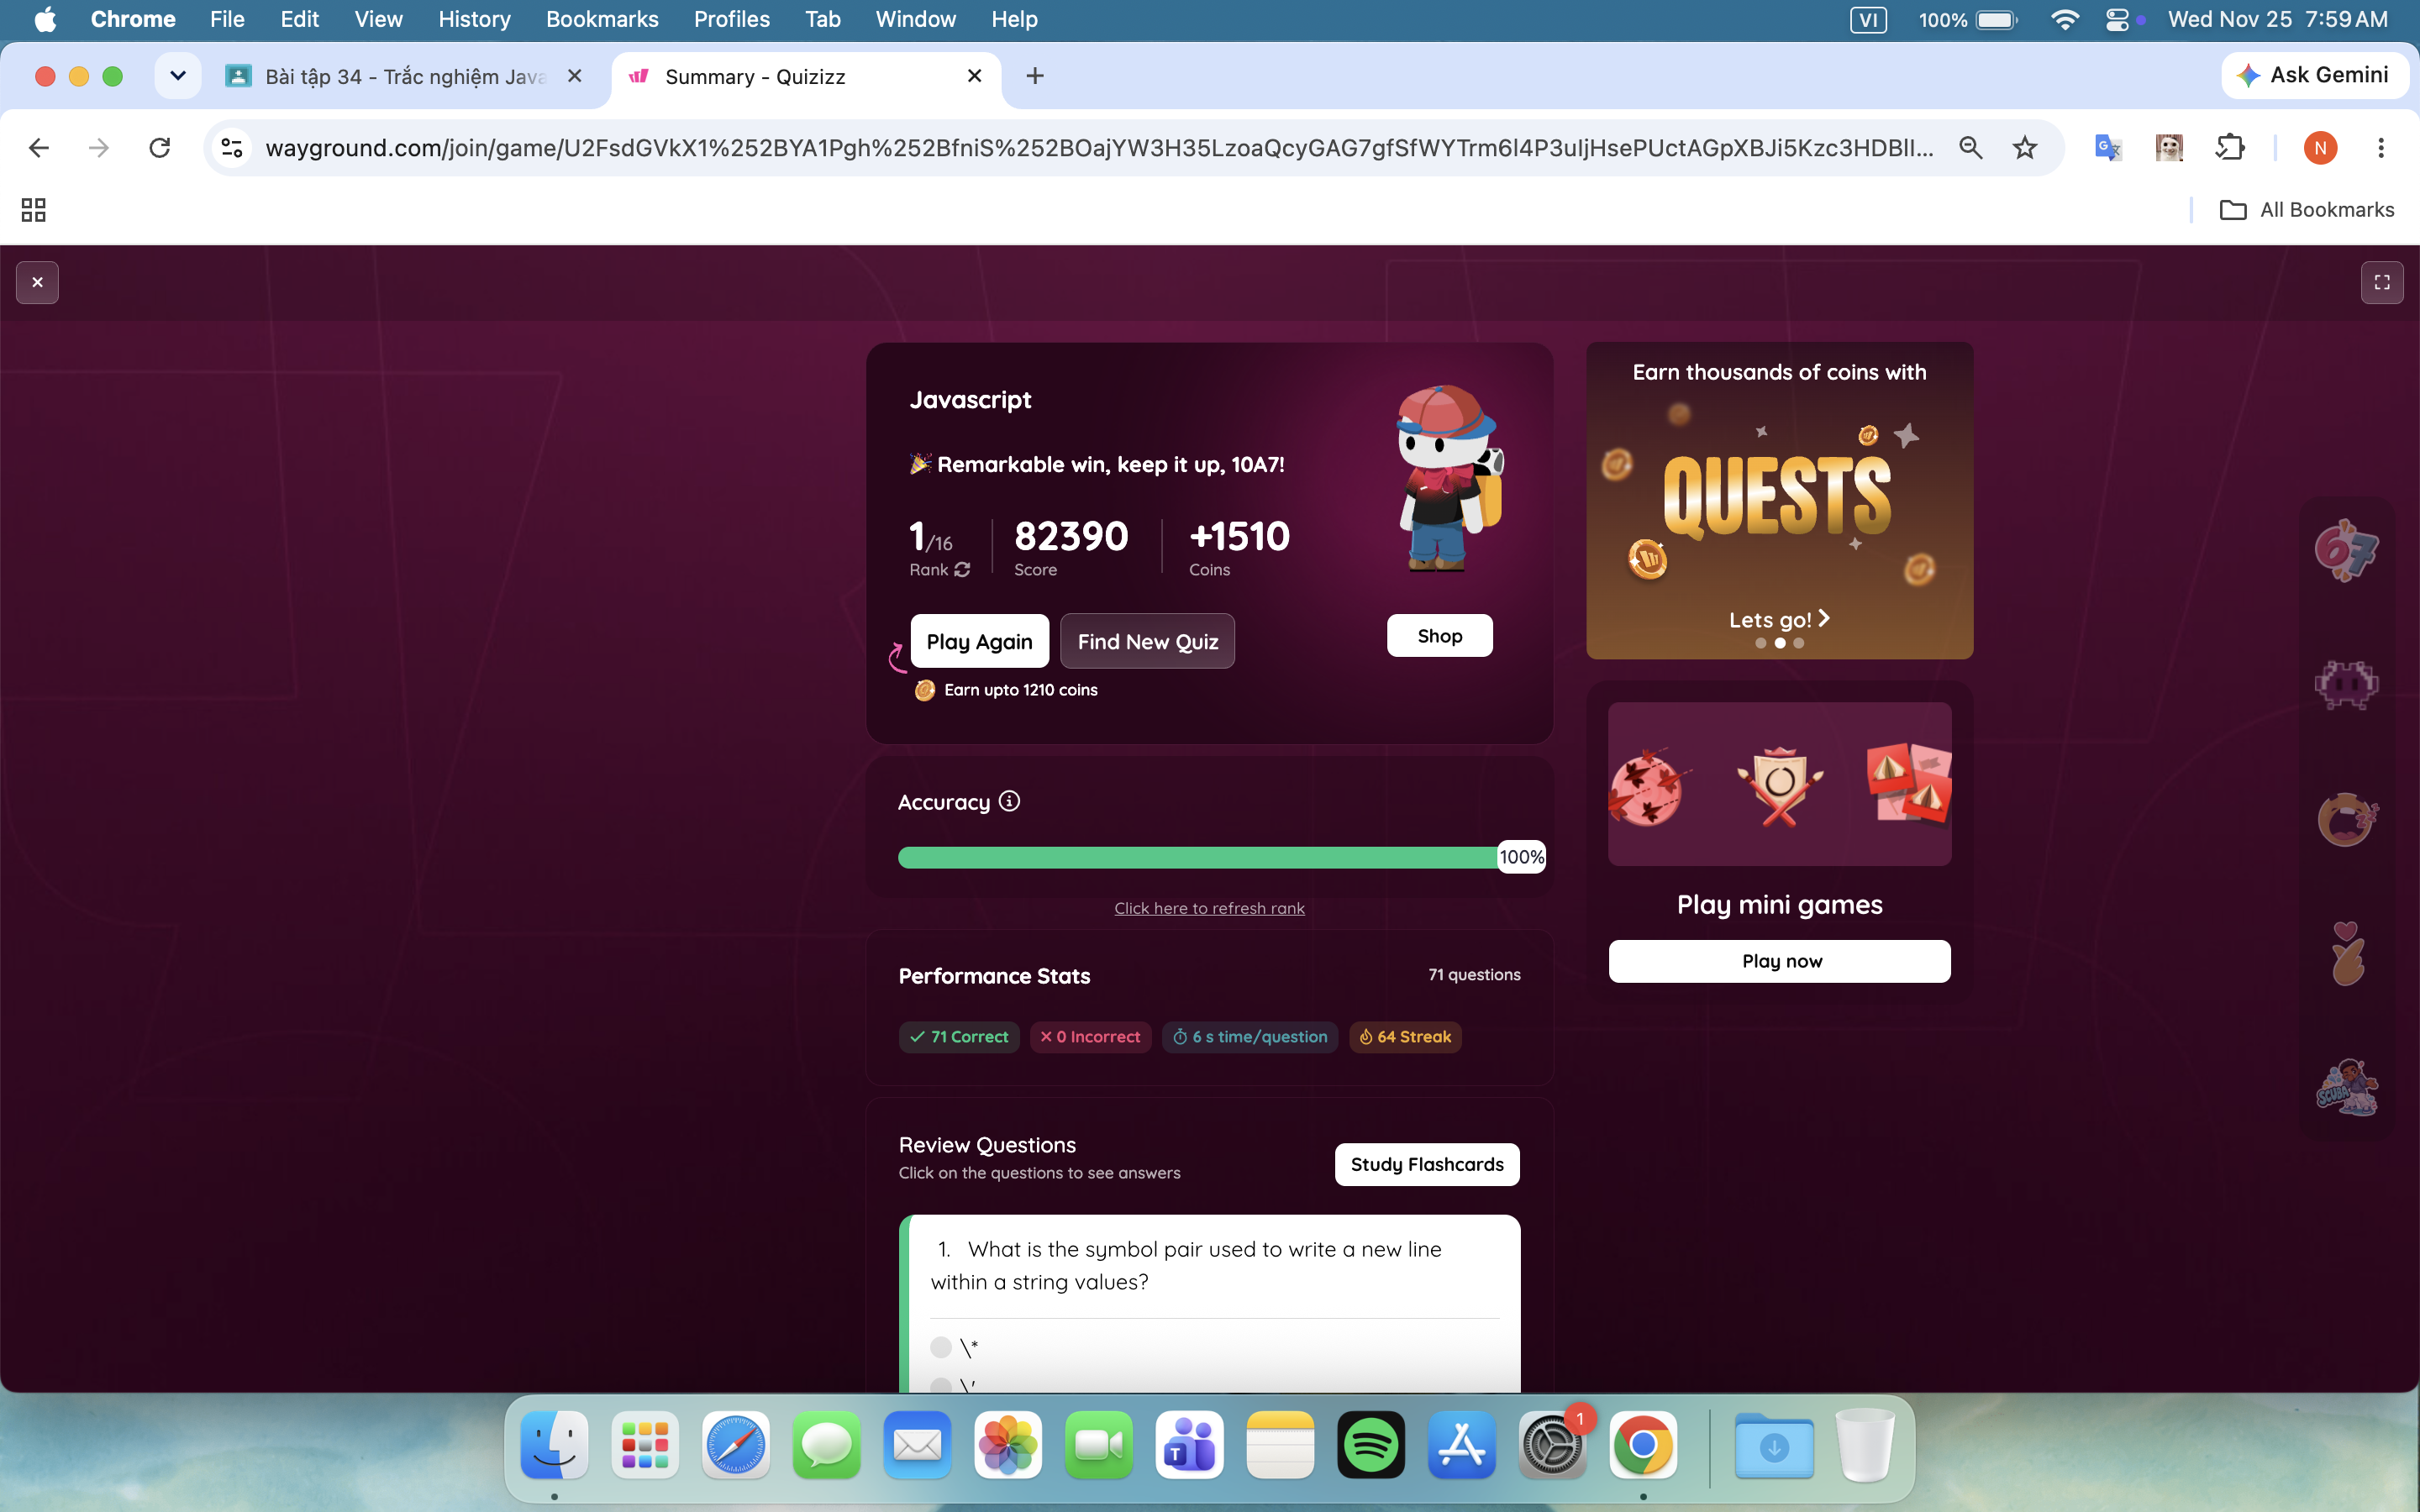 Chrome File Edit View History Bookmarks Profiles Tab Window Help VI 100% Wed Nov 25 7:59 AM
Bài tập 34 - Trắc nghiệm Java
Summary - Quizizz
Ask Gemini
wayground.com/join/game/U2FsdGVkX1%252BYA1Pgh%252BfniS%252BOajYW3H35LzoaQcyGAG7gfSfWYTrm6l4P3uljHsePUctAGpXBJi5Kzc3HDBlI...
N
All Bookmarks
Javascript
Remarkable win, keep it up, 10A7!
1/16
Rank
82390
Score
+1510
Coins
Play Again
Find New Quiz
Shop
Earn upto 1210 coins
Earn thousands of coins with
QUESTS
Lets go!
Accuracy
100%
Click here to refresh rank
Play mini games
Play now
Performance Stats
71 questions
71 Correct
0 Incorrect
6 s time/question
64 Streak
Review Questions
Click on the questions to see answers
Study Flashcards
1. What is the symbol pair used to write a new line
within a string values?
\*
\'
67
SCUBA
T
1